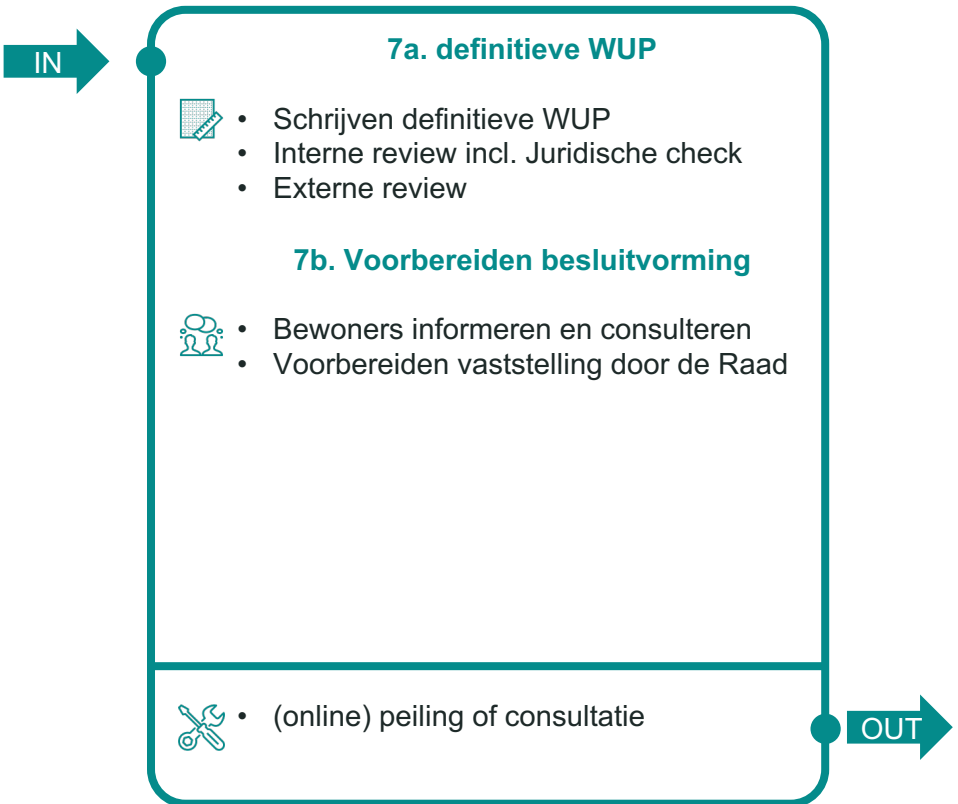 IN
7a. definitieve WUP
• Schrijven definitieve WUP
• Interne review incl. Juridische check
• Externe review
7b. Voorbereiden besluitvorming
• Bewoners informeren en consulteren
• Voorbereiden vaststelling door de Raad
• (online) peiling of consultatie
OUT